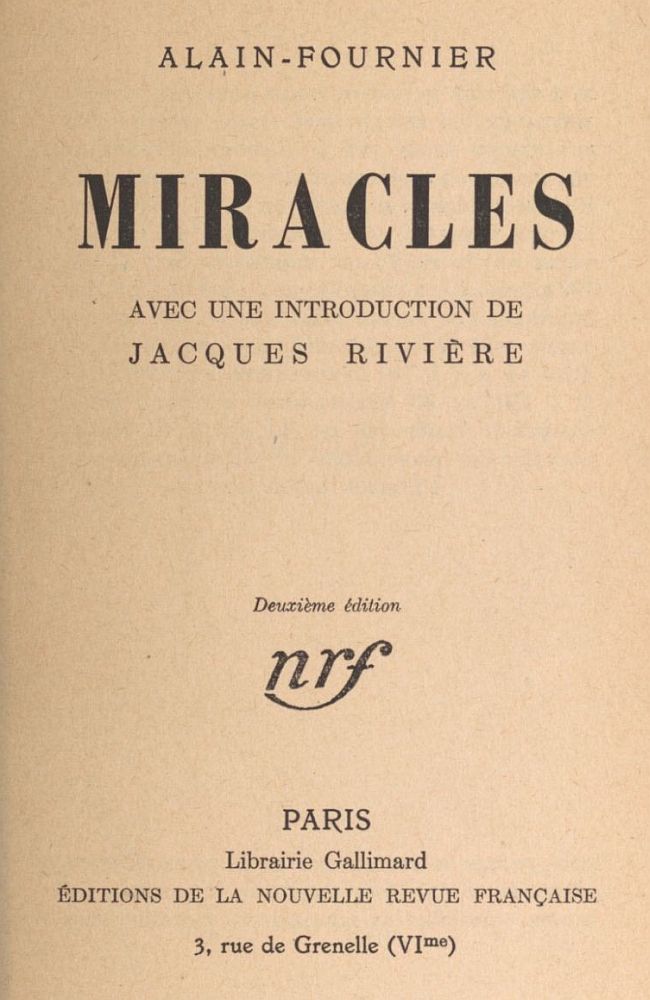 ALAIN-FOURNIER
MIRACLES
AVEC UNE INTRODUCTION DE
JACQUES RIVIÈRE
Deuxième édition
nrf
PARIS
Librairie Gallimard
ÉDITIONS DE LA NOUVELLE REVUE FRANÇAISE
3, rue de Grenelle (VIme)